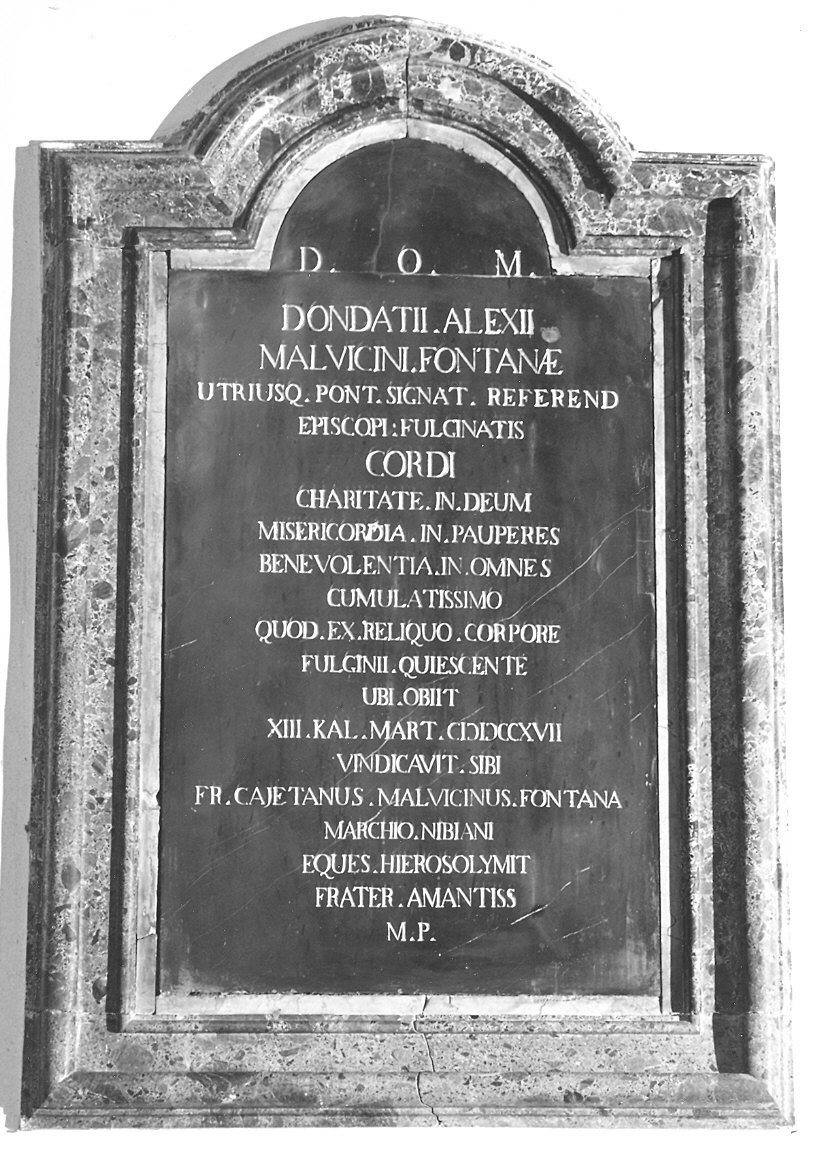 D. O. M.
DONDATII.ALEXII
MALVICINI.FONTANÆ
UTRIUSQ.PONT.SIGNAT. REFEREND
EPISCOPI:FULGINATIS
CORDI
CHARITATE.IN.DEUM
MISERICORDIA.IN.PAUPERES
BENEVOLENTIA.IN.OMNES
CUMULATISSIMO
QUOD.EX.RELIQUO.CORPORE
FULGINII.QUIESCENTE
UBI.OBIIT
XIII.KAL.MART.CIƆIƆCCXVII
VINDICAVIT.SIBI
FR.CAJETANUS.MALVICINUS.FONTANA
MARCHIO.NIBIANI
EQUES.HIEROSOLYMIT
FRATER.AMANTISS
M.P.